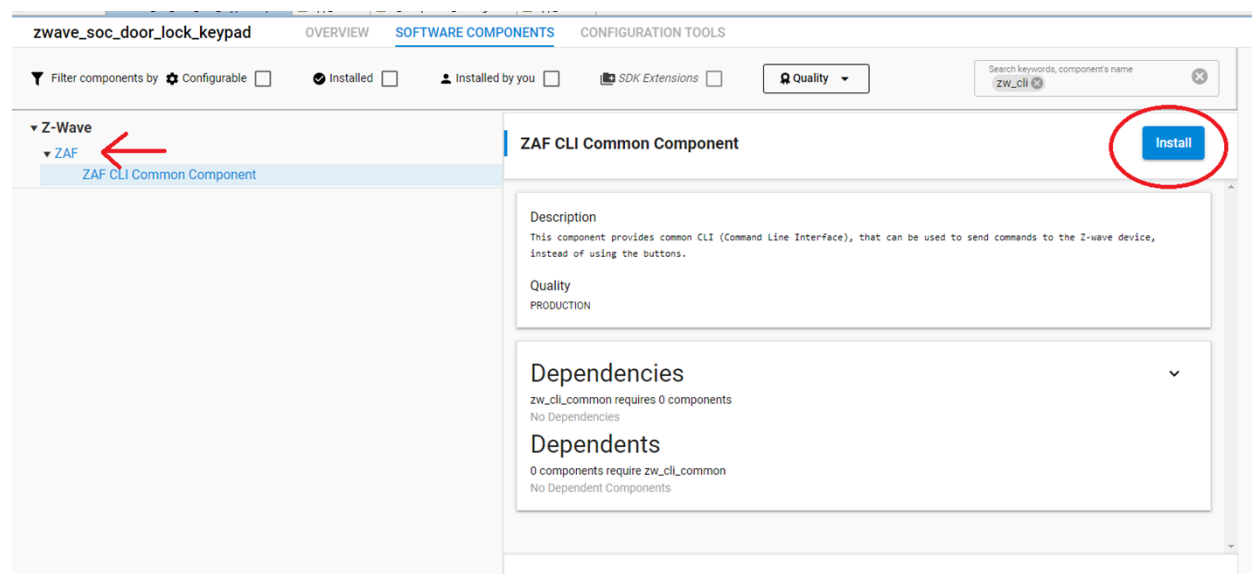 zwave_soc_door_lock_keypad
OVERVIEW
SOFTWARE COMPONENTS
CONFIGURATION TOOLS
Filter components by
Configurable
Installed
Installed by you
SDK Extensions
Quality
Search keywords, component's name
zw_cli
Z-Wave
ZAF
ZAF CLI Common Component
ZAF CLI Common Component
Install
Description
This component provides common CLI (Command Line Interface), that can be used to send commands to the Z-wave device,
instead of using the buttons.
Quality
PRODUCTION
Dependencies
zw_cli_common requires 0 components
No Dependencies
Dependents
0 components require zw_cli_common
No Dependent Components